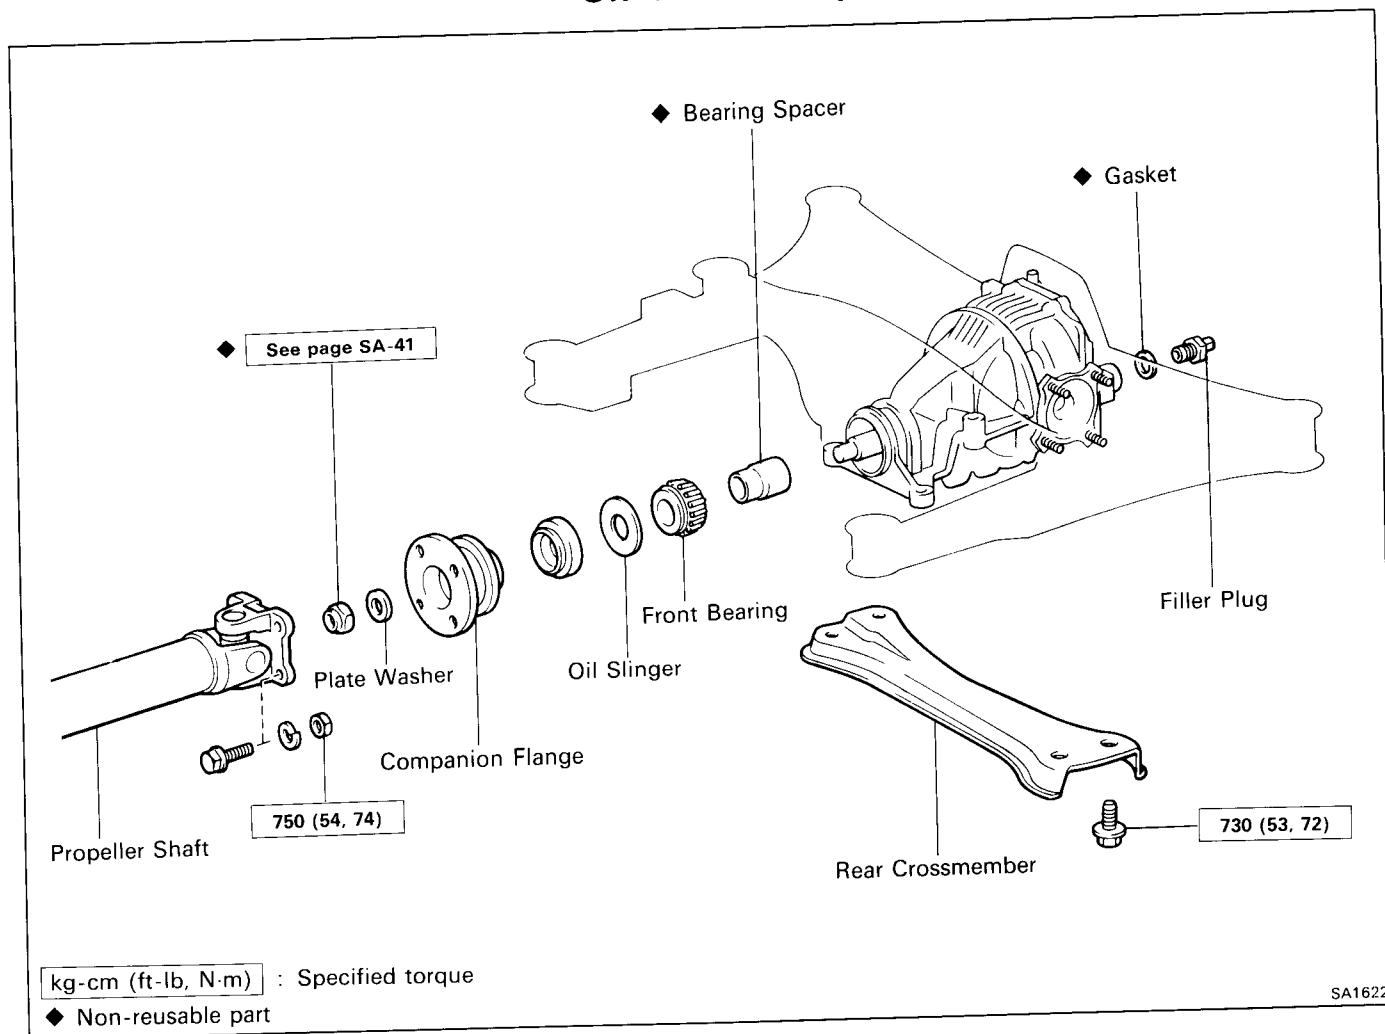 ◆ Bearing Spacer
◆ Gasket
◆ See page SA-41
Filler Plug
Front Bearing
Oil Slinger
Plate Washer
Companion Flange
750 (54, 74)
Propeller Shaft
730 (53, 72)
Rear Crossmember
kg-cm (ft-lb, N·m) : Specified torque
◆ Non-reusable part
SA1622